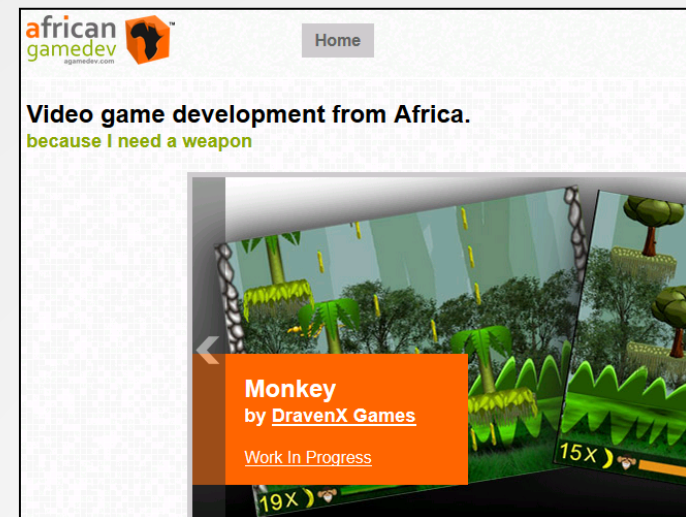 african
gamedev
agamedev.com
TM
Home
Video game development from Africa.
because I need a weapon
Monkey
by DravenX Games
Work In Progress
19X
15X